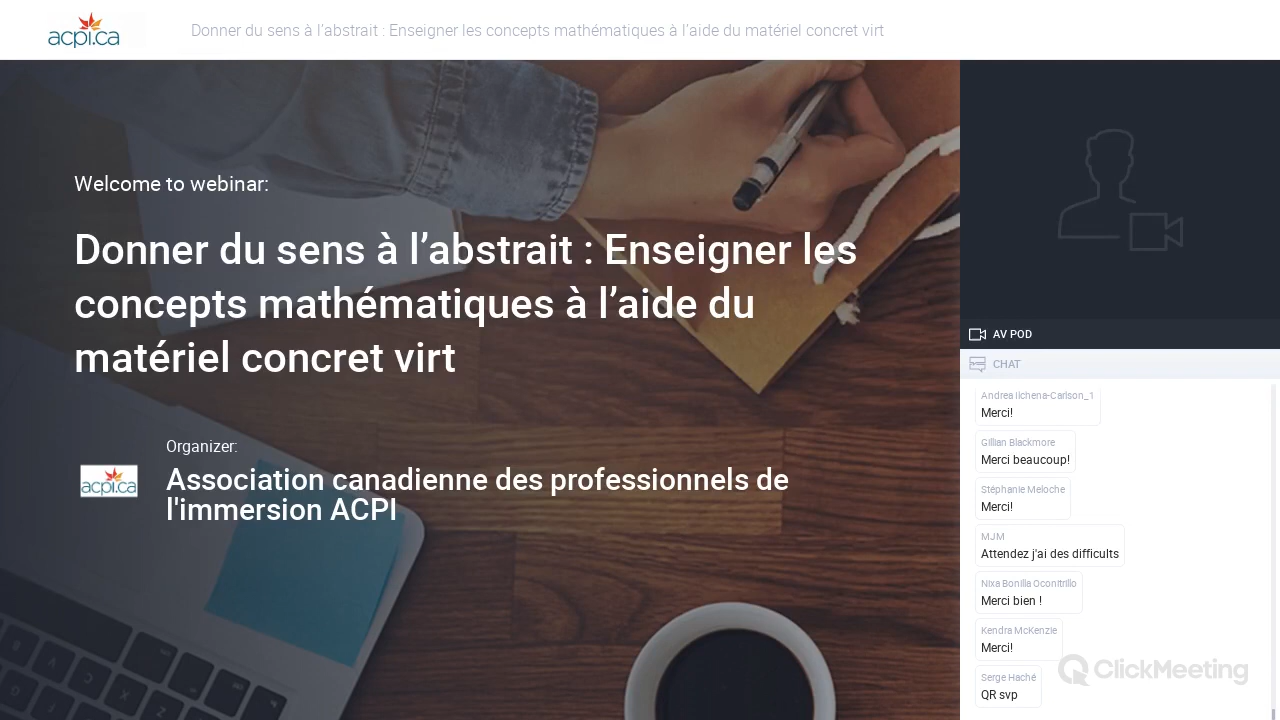 acpi.ca
Donner du sens à l'abstrait : Enseigner les concepts mathématiques à l'aide du matériel concret virt
Welcome to webinar:
Donner du sens à l’abstrait : Enseigner les
concepts mathématiques à l’aide du
matériel concret virt
Organizer:
acpi.ca
Association canadienne des professionnels de
l'immersion ACPI
AV POD
CHAT
Andrea Ilchena-Carlson_1
Merci!
Gillian Blackmore
Merci beaucoup!
Stéphanie Meloche
Merci!
MJM
Attendez j'ai des difficults
Nixa Bonilla Oconitrillo
Merci bien !
Kendra McKenzie
Merci!
Serge Haché
QR svp
ClickMeeting